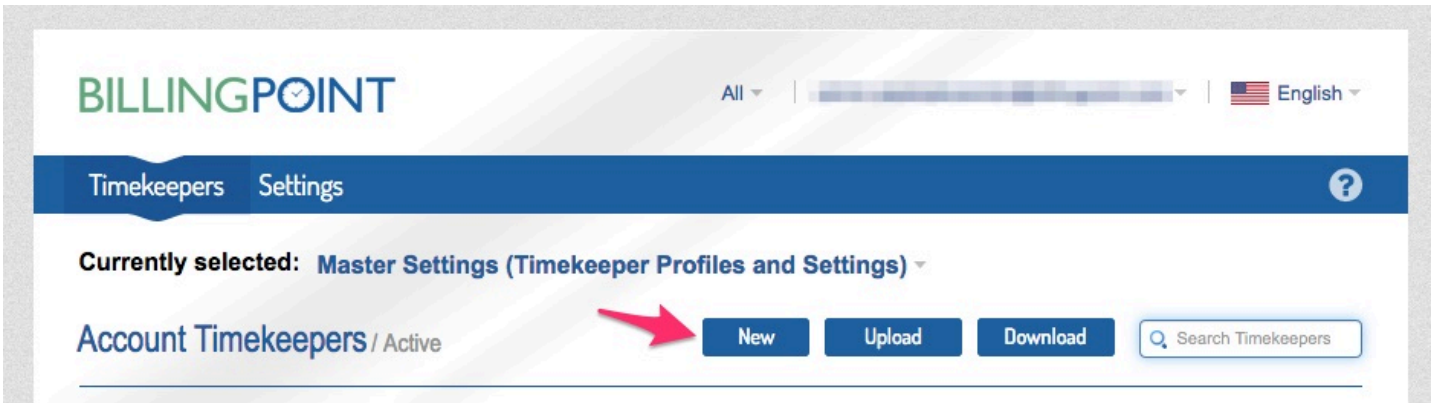 BILLINGPOINT
All
English
Timekeepers Settings
Currently selected: Master Settings (Timekeeper Profiles and Settings)
Account Timekeepers / Active New Upload Download Search Timekeepers